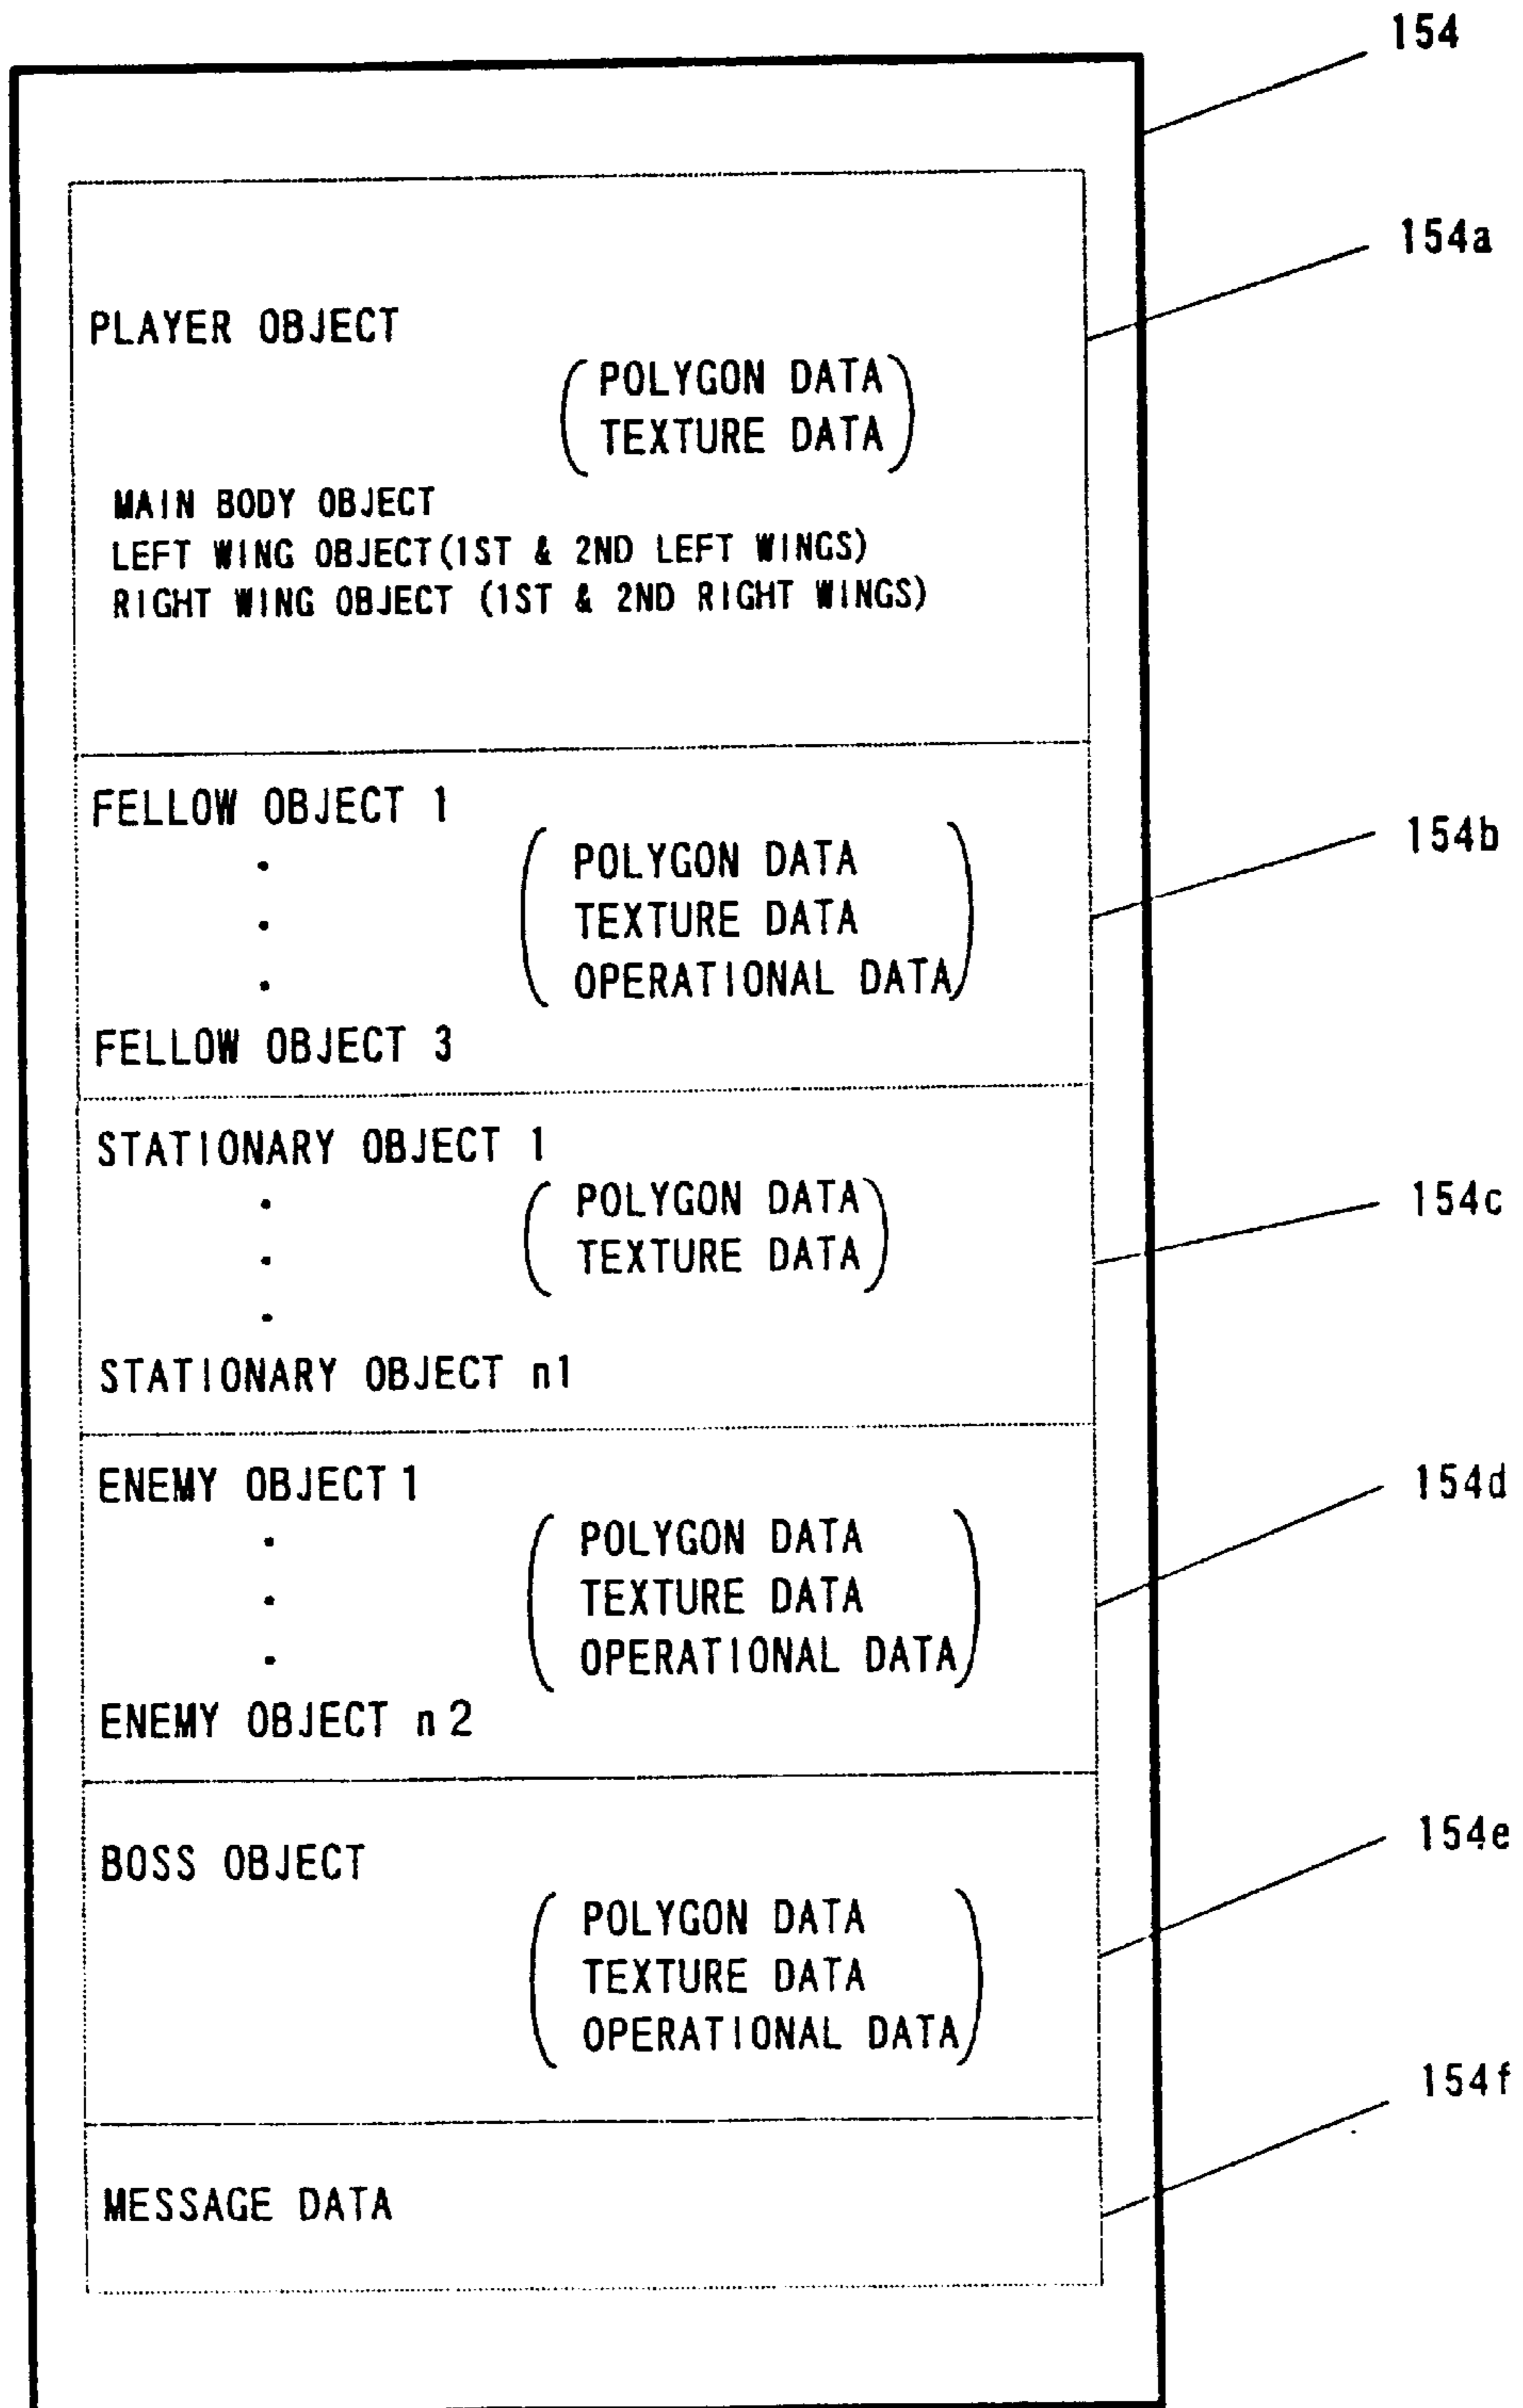 154
154a
PLAYER OBJECT
POLYGON DATA
TEXTURE DATA
MAIN BODY OBJECT
LEFT WING OBJECT(1ST & 2ND LEFT WINGS)
RIGHT WING OBJECT (1ST & 2ND RIGHT WINGS)
154b
FELLOW OBJECT 1
POLYGON DATA
TEXTURE DATA
OPERATIONAL DATA
FELLOW OBJECT 3
154c
STATIONARY OBJECT 1
POLYGON DATA
TEXTURE DATA
STATIONARY OBJECT n1
154d
ENEMY OBJECT 1
POLYGON DATA
TEXTURE DATA
OPERATIONAL DATA
ENEMY OBJECT n2
154e
BOSS OBJECT
POLYGON DATA
TEXTURE DATA
OPERATIONAL DATA
154f
MESSAGE DATA